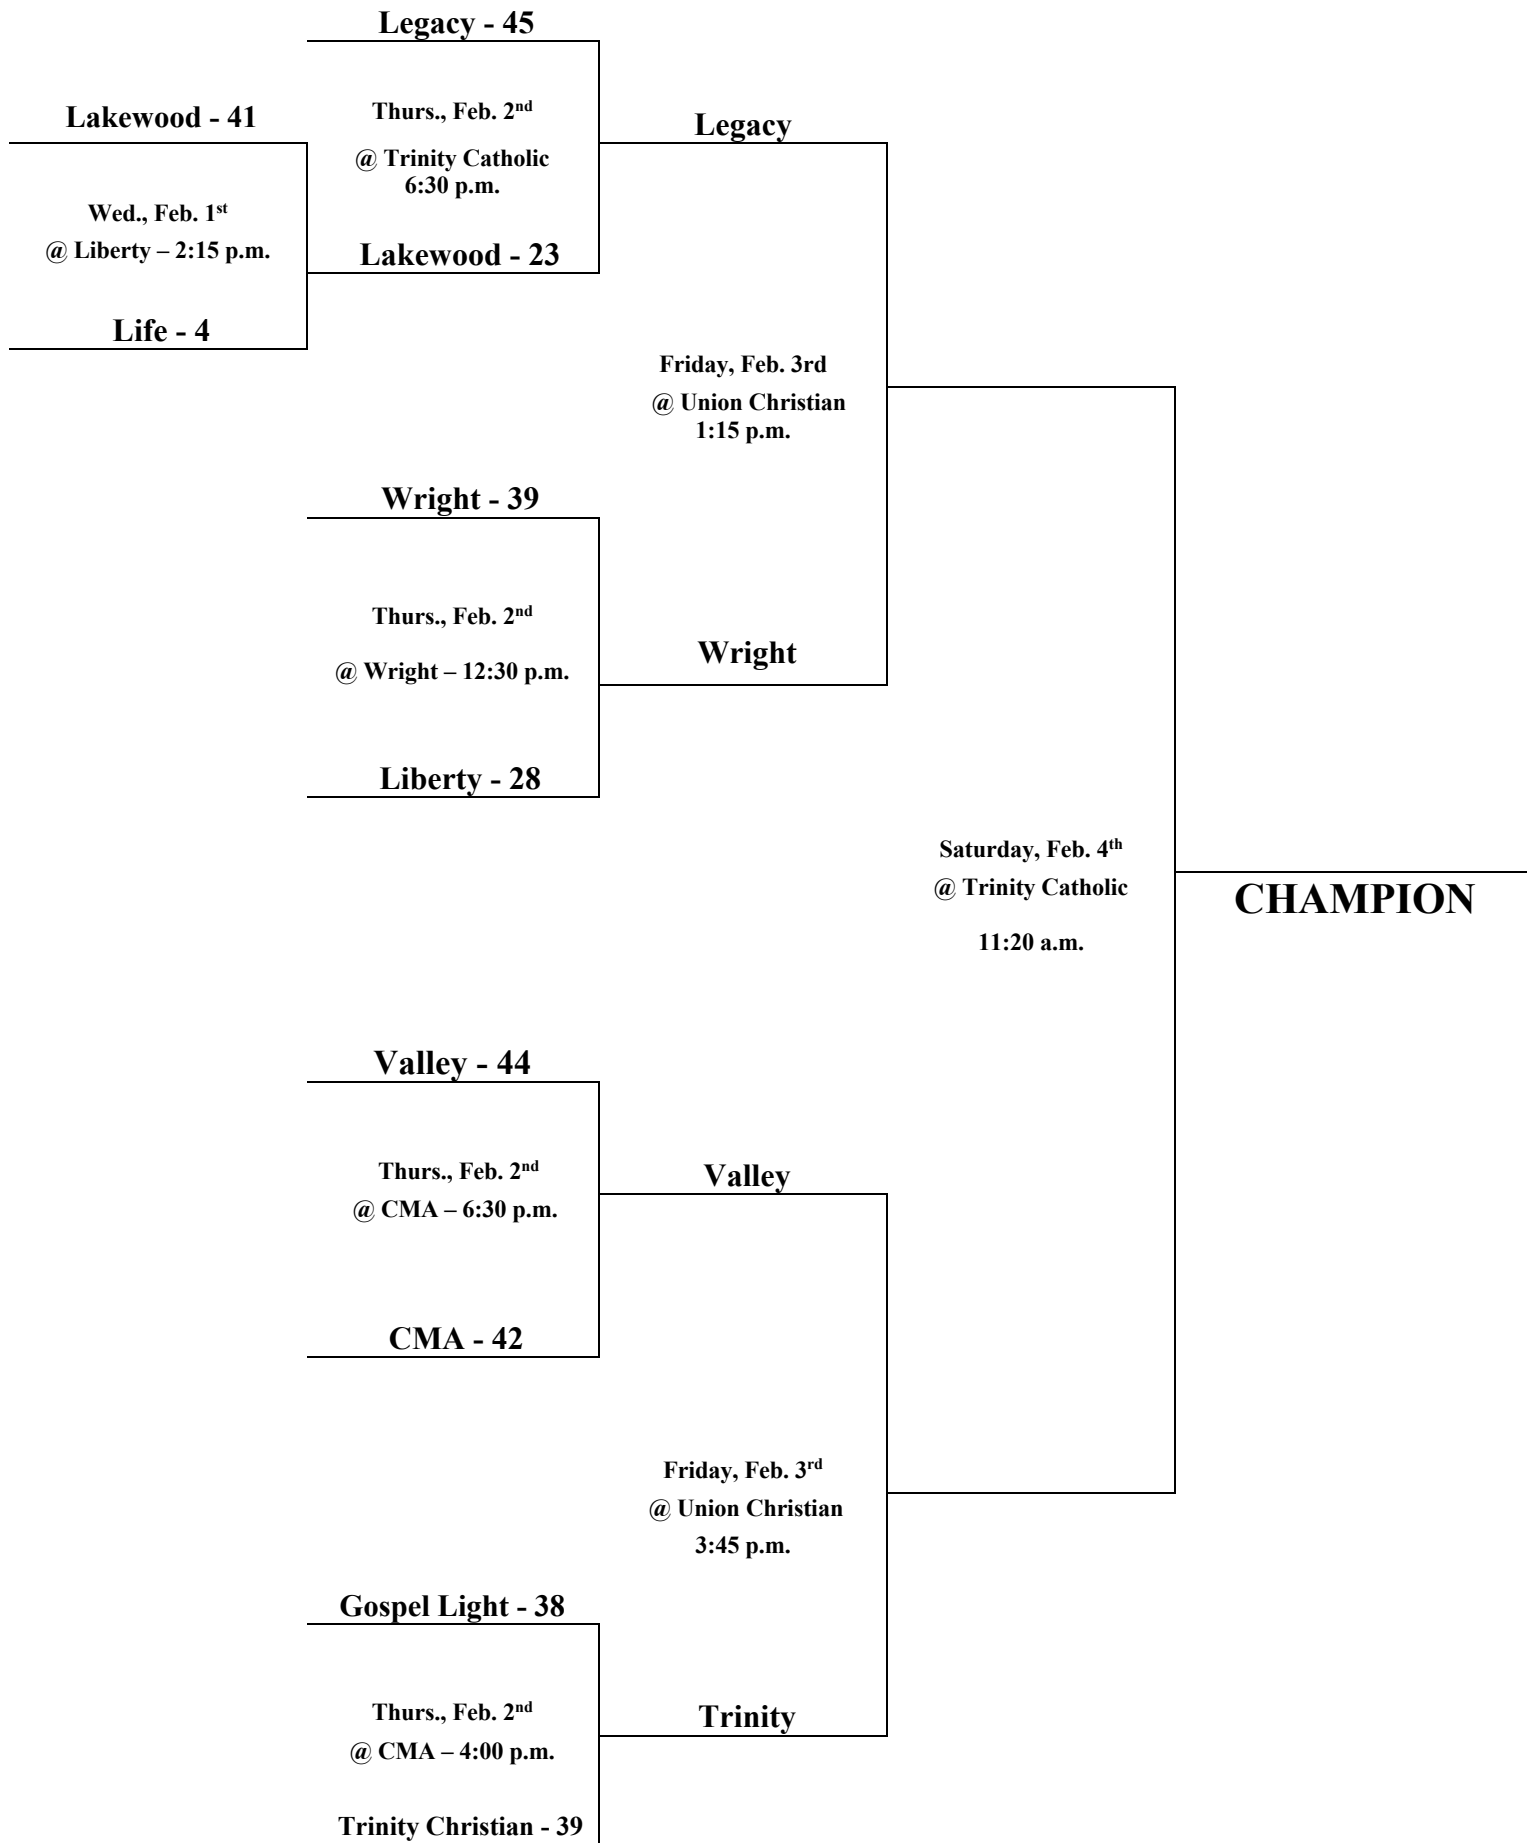 Legacy - 45
Lakewood - 41
Thurs., Feb. 2nd
@ Trinity Catholic
6:30 p.m.
Legacy
Wed., Feb. 1st
@ Liberty – 2:15 p.m.
Lakewood - 23
Life - 4
Friday, Feb. 3rd
@ Union Christian
1:15 p.m.
Wright - 39
Thurs., Feb. 2nd
@ Wright – 12:30 p.m.
Wright
Liberty - 28
Saturday, Feb. 4th
@ Trinity Catholic
11:20 a.m.
CHAMPION
Valley - 44
Thurs., Feb. 2nd
@ CMA – 6:30 p.m.
Valley
CMA - 42
Friday, Feb. 3rd
@ Union Christian
3:45 p.m.
Gospel Light - 38
Thurs., Feb. 2nd
@ CMA – 4:00 p.m.
Trinity
Trinity Christian - 39